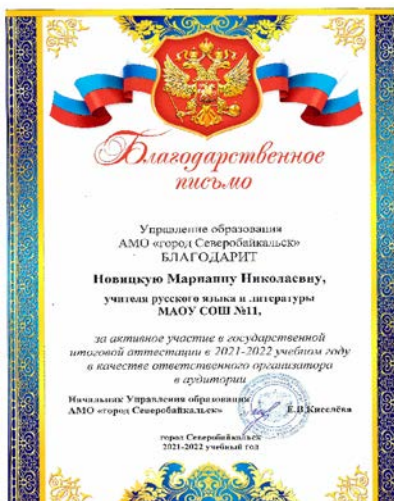 Благодарственное
письмо
Управление образования
АМО «город Северобайкальск»
БЛАГОДАРИТ
Новицкую Марианну Николаевну,
учителя русского языка и литературы
МАОУ СОШ №11,
за активное участие в государственной
итоговой аттестации в 2021-2022 учебном году
в качестве ответственного организатора
в аудитории
Начальник Управления образования
АМО «город Северобайкальск» Е.В.Киселёва
город Северобайкальск
2021-2022 учебный год